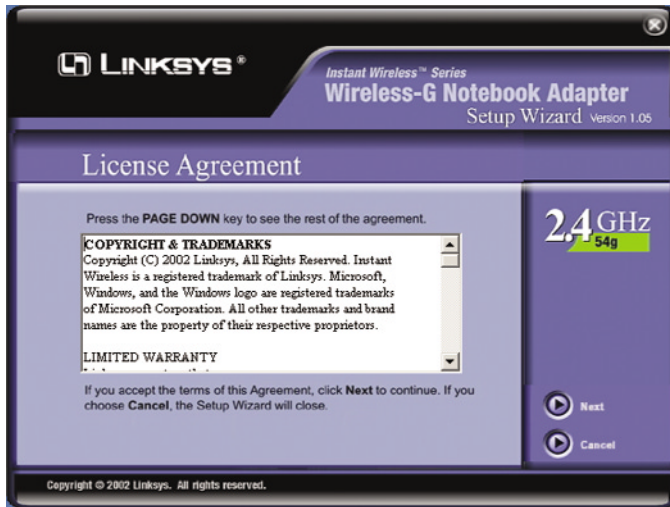 LINKSYS®
Instant Wireless™ Series
Wireless-G Notebook Adapter
Setup Wizard Version 1.05
License Agreement
Press the PAGE DOWN key to see the rest of the agreement.
COPYRIGHT & TRADEMARKS
Copyright (C) 2002 Linksys, All Rights Reserved. Instant
Wireless is a registered trademark of Linksys. Microsoft,
Windows, and the Windows logo are registered trademarks
of Microsoft Corporation. All other trademarks and brand
names are the property of their respective proprietors.
LIMITED WARRANTY
If you accept the terms of this Agreement, click Next to continue. If you
choose Cancel, the Setup Wizard will close.
2.4 GHz
54g
Next
Cancel
Copyright © 2002 Linksys. All rights reserved.